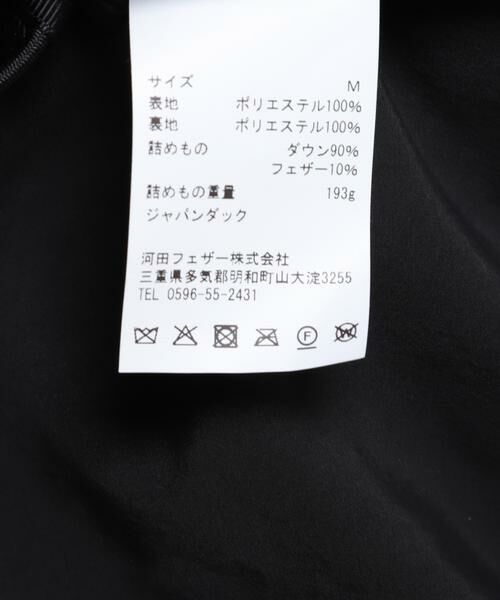 サイズ M
表地 ポリエステル100%
裏地 ポリエステル100%
詰めもの ダウン90%
フェザー10%
詰めもの重量 193g
ジャパンダック
河田フェザー株式会社
三重県多気郡明和町山大淀3255
TEL 0596-55-2431
F W